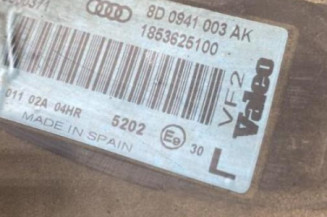 8D 0941 003 AK
1853625100
VF2
Valeo
011 02A 04HR
5202
E9 30
MADE IN SPAIN
L